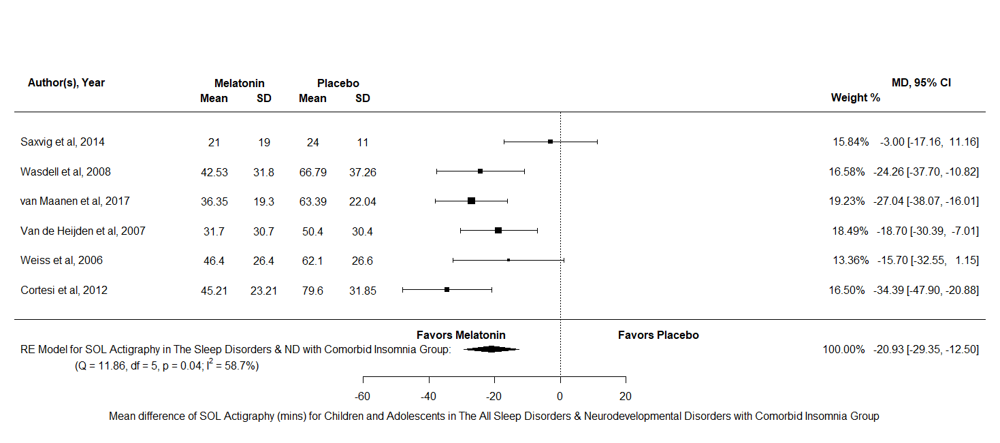 Author(s), Year Melatonin Placebo MD, 95% CI
Mean SD Mean SD Weight %
Saxvig et al, 2014 21 19 24 11 15.84% -3.00 [-17.16, 11.16]
Wasdell et al, 2008 42.53 31.8 66.79 37.26 16.58% -24.26 [-37.70, -10.82]
van Maanen et al, 2017 36.35 19.3 63.39 22.04 19.23% -27.04 [-38.07, -16.01]
Van de Heijden et al, 2007 31.7 30.7 50.4 30.4 18.49% -18.70 [-30.39, -7.01]
Weiss et al, 2006 46.4 26.4 62.1 26.6 13.36% -15.70 [-32.55, 1.15]
Cortesi et al, 2012 45.21 23.21 79.6 31.85 16.50% -34.39 [-47.90, -20.88]
Favors Melatonin Favors Placebo
RE Model for SOL Actigraphy in The Sleep Disorders & ND with Comorbid Insomnia Group: 100.00% -20.93 [-29.35, -12.50]
(Q = 11.86, df = 5, p = 0.04; I² = 58.7%)
-60 -40 -20 0 20
Mean difference of SOL Actigraphy (mins) for Children and Adolescents in The All Sleep Disorders & Neurodevelopmental Disorders with Comorbid Insomnia Group